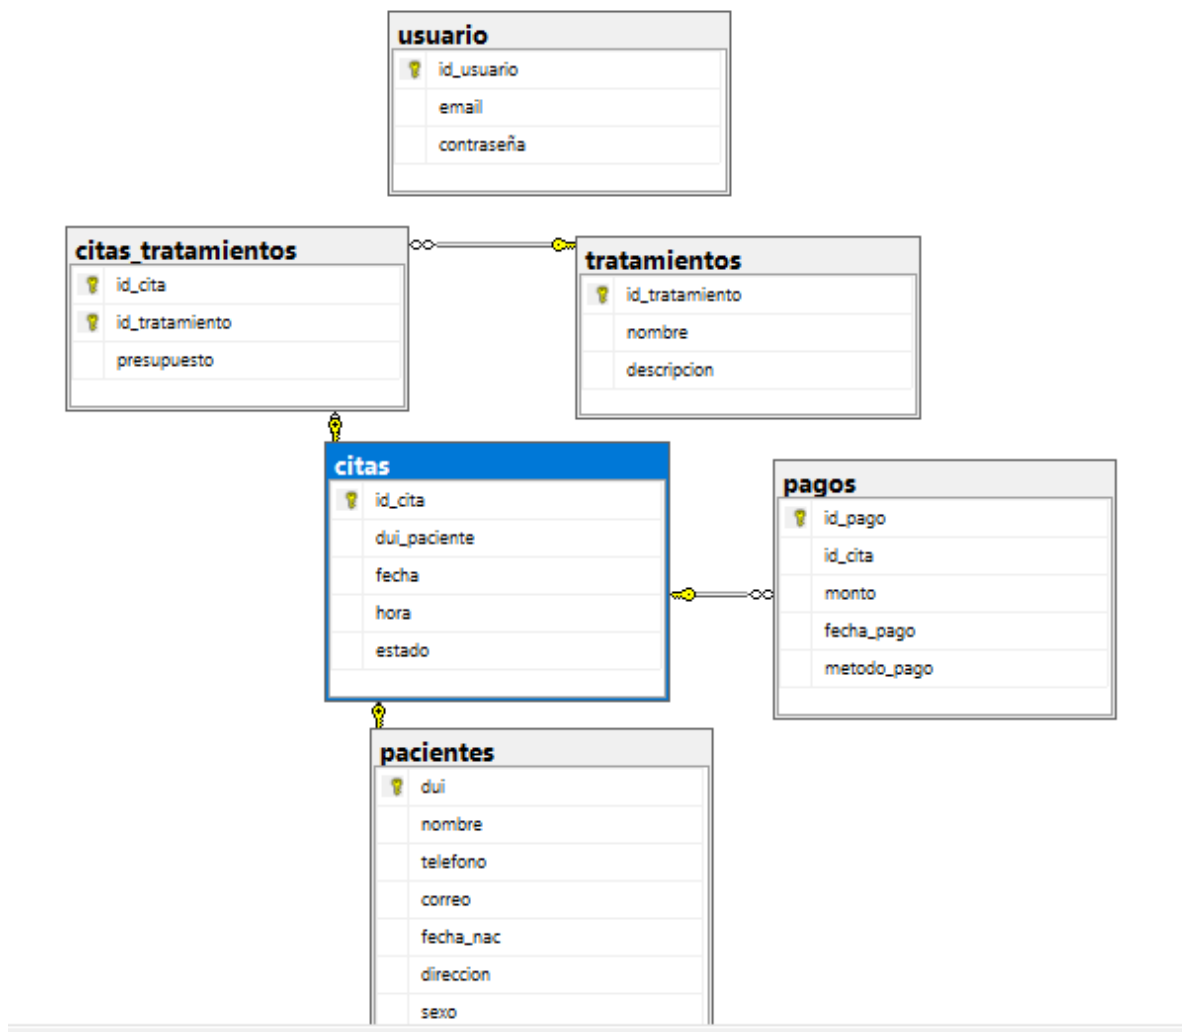 usuario
id_usuario
email
contraseña
citas_tratamientos
id_cita
id_tratamiento
presupuesto
tratamientos
id_tratamiento
nombre
descripcion
citas
id_cita
dui_paciente
fecha
hora
estado
pagos
id_pago
id_cita
monto
fecha_pago
metodo_pago
pacientes
dui
nombre
telefono
correo
fecha_nac
direccion
sexo